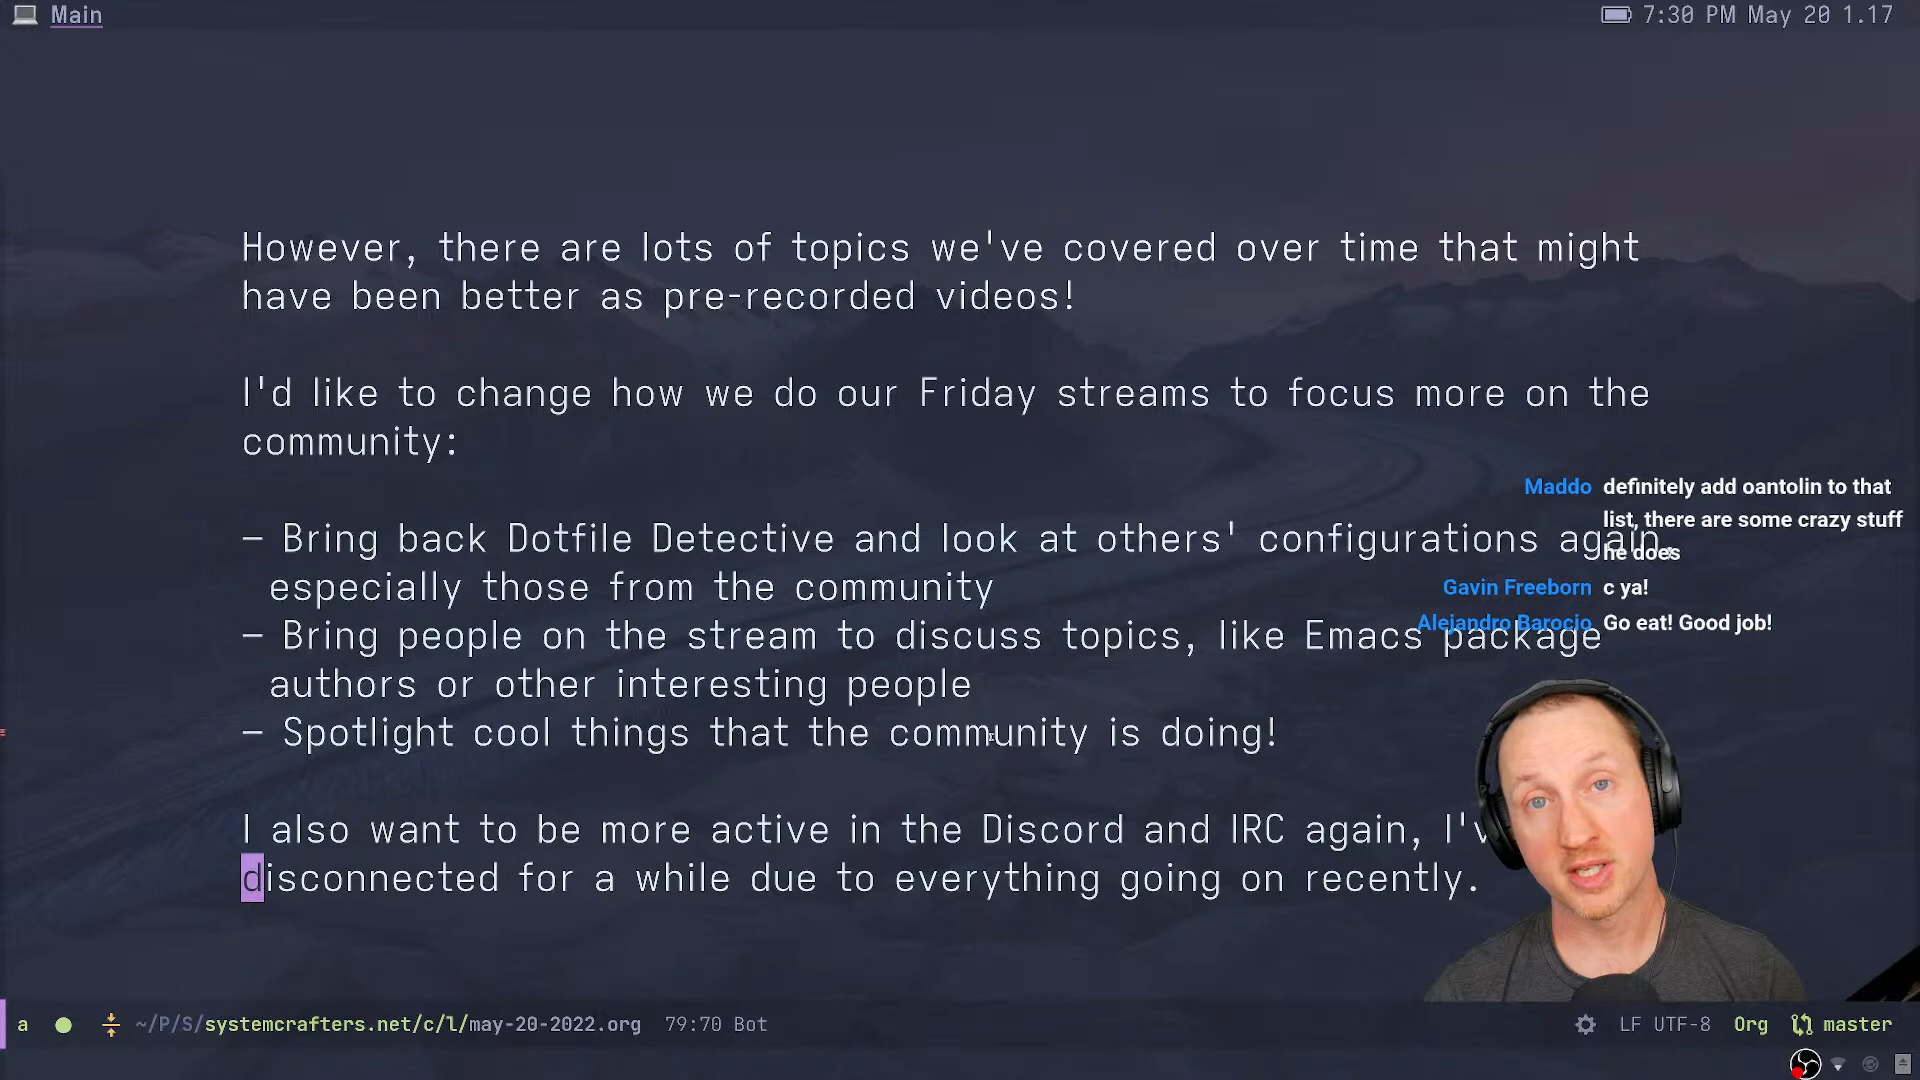 Main
7:30 PM May 20 1.17
However, there are lots of topics we've covered over time that might
have been better as pre-recorded videos!
I'd like to change how we do our Friday streams to focus more on the
community:
– Bring back Dotfile Detective and look at others' configurations again,
especially those from the community
– Bring people on the stream to discuss topics, like Emacs package
authors or other interesting people
– Spotlight cool things that the community is doing!
I also want to be more active in the Discord and IRC again,
disconnected for a while due to everything going on recently.
Maddo definitely add oantolin to that
list, there are some crazy stuff
he does
Gavin Freeborn c ya!
Alejandro Barocio Go eat! Good job!
a ~/P/S/systemcrafters.net/c/l/may-20-2022.org 79:70 Bot
LF UTF-8 Org master